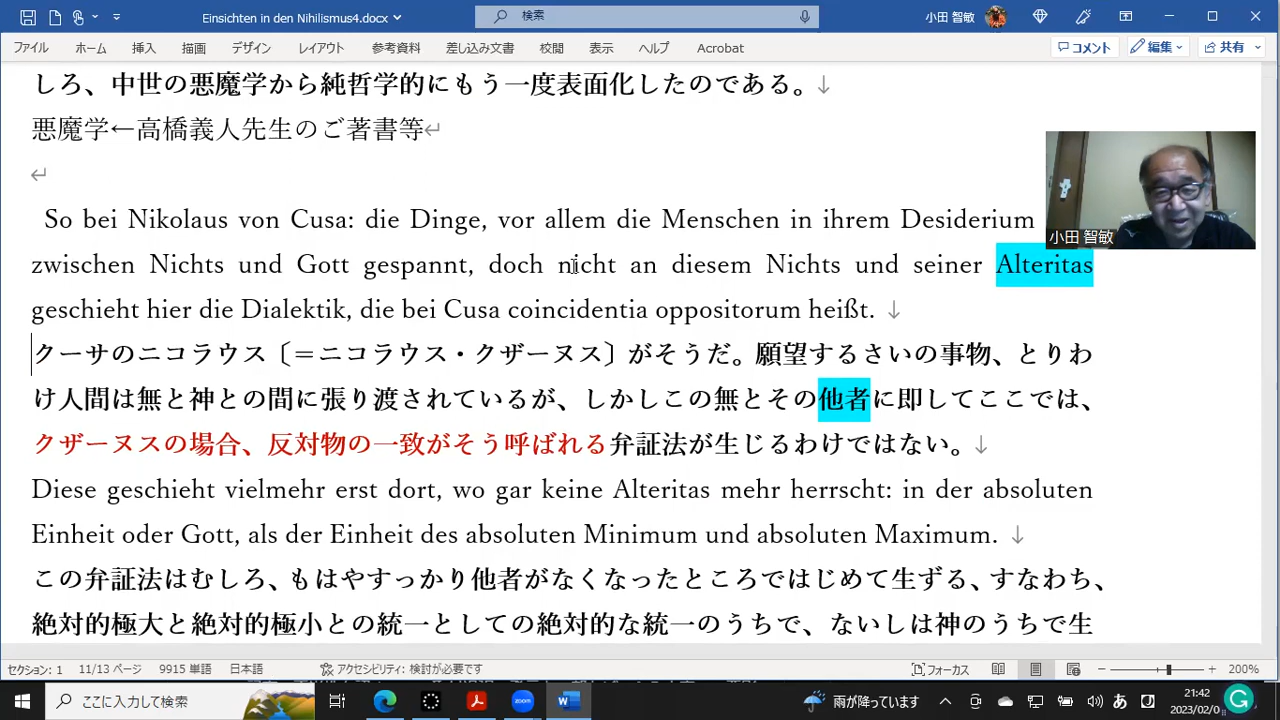 Einsichten in den Nihilismus4.docx
検索
小田 智敏
ファイル ホーム 挿入 描画 デザイン レイアウト 参考資料 差し込み文書 校閲 表示 ヘルプ Acrobat コメント 編集 共有
しろ、中世の悪魔学から純哲学的にもう一度表面化したのである。↓
悪魔学←高橋義人先生のご著書等↵
↵
So bei Nikolaus von Cusa: die Dinge, vor allem die Menschen in ihrem Desiderium
小田 智敏
zwischen Nichts und Gott gespannt, doch nicht an diesem Nichts und seiner Alteritas
geschieht hier die Dialektik, die bei Cusa coincidentia oppositorum heißt. ↓
クーサのニコラウス〔＝ニコラウス・クザーヌス〕がそうだ。願望するさいの事物、とりわ
け人間は無と神との間に張り渡されているが、しかしこの無とその他者に即してここでは、
クザーヌスの場合、反対物の一致がそう呼ばれる弁証法が生じるわけではない。↓
Diese geschieht vielmehr erst dort, wo gar keine Alteritas mehr herrscht: in der absoluten
Einheit oder Gott, als der Einheit des absoluten Minimum und absoluten Maximum. ↓
この弁証法はむしろ、もはやすっかり他者がなくなったところではじめて生ずる、すなわち、
絶対的極大と絶対的極小との統一としての絶対的な統一のうちで、ないしは神のうちで生
セクション: 1 11/13 ページ 9915 単語 日本語 アクセシビリティ: 検討が必要です フォーカス 200%
ここに入力して検索
zoom
雨が降っています
あ
21:42
2023/02/0